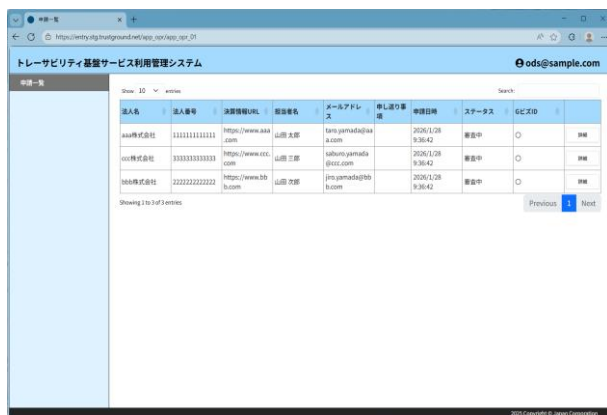 申請一覧
https://entry.stg.trustground.net/app_opr/app_opr_01
トレーサビリティ基盤サービス利用管理システム
ods@sample.com
申請一覧
Show 10 entries
Search:
法人名 法人番号 決算情報URL 担当者名 メールアドレス 申し送り事項 申請日時 ステータス GビズID
aaa株式会社 1111111111111 https://www.aaa.com 山田 太郎 taro.yamada@aaa.com 2026/1/28 9:36:42 審査中 〇 詳細
ccc株式会社 3333333333333 https://www.ccc.com 山田 三郎 saburo.yamada@ccc.com 2026/1/28 9:36:42 審査中 〇 詳細
bbb株式会社 2222222222222 https://www.bbb.com 山田 次郎 jiro.yamada@bbb.com 2026/1/28 9:36:42 審査中 〇 詳細
Showing 1 to 3 of 3 entries
Previous 1 Next
2025 Copyright © Japan Corporation